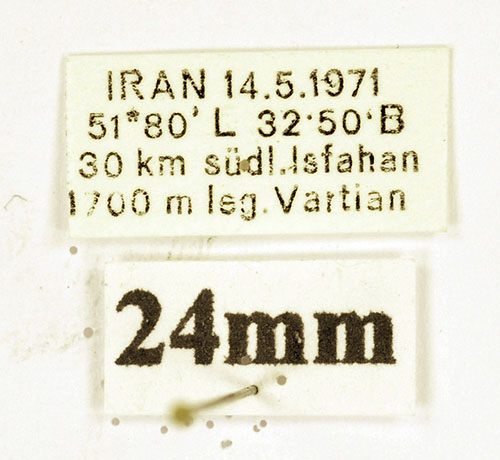 IRAN 14.5.1971
51°80' L 32·50'B
30 km südl.Isfahan
1700 m leg.Vartian
24mm